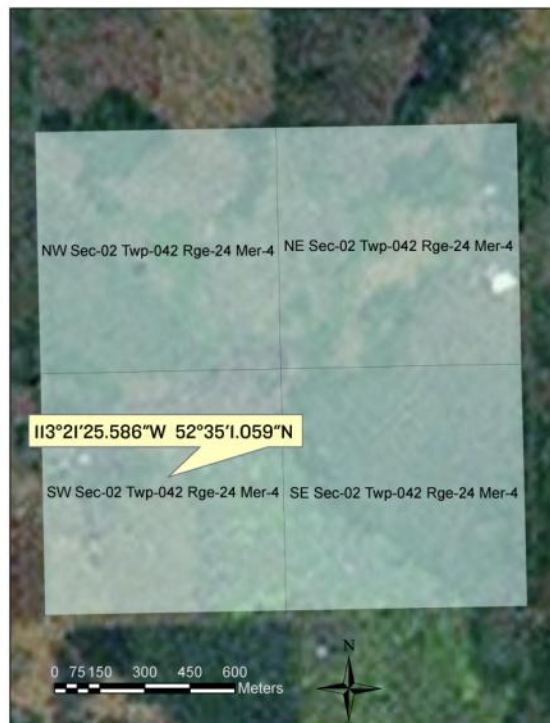 NW Sec-02 Twp-042 Rge-24 Mer-4
NE Sec-02 Twp-042 Rge-24 Mer-4
113°21'25.586"W 52°35'1.059"N
SW Sec-02 Twp-042 Rge-24 Mer-4
SE Sec-02 Twp-042 Rge-24 Mer-4
N
0 75 150 300 450 600
Meters